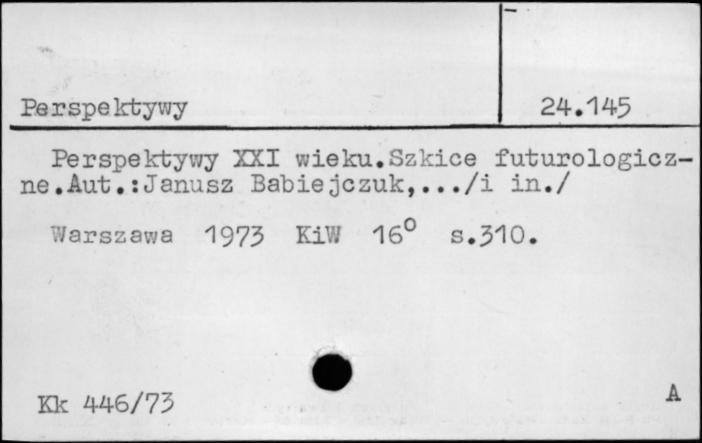 Perspektywy 24.145
Perspektywy XXI wieku.Szkice futurologicz-
ne.Aut.:Janusz Babiejczuk,.../i in./
Warszawa 1973 KiW 16° s.310.
Kk 446/73 A